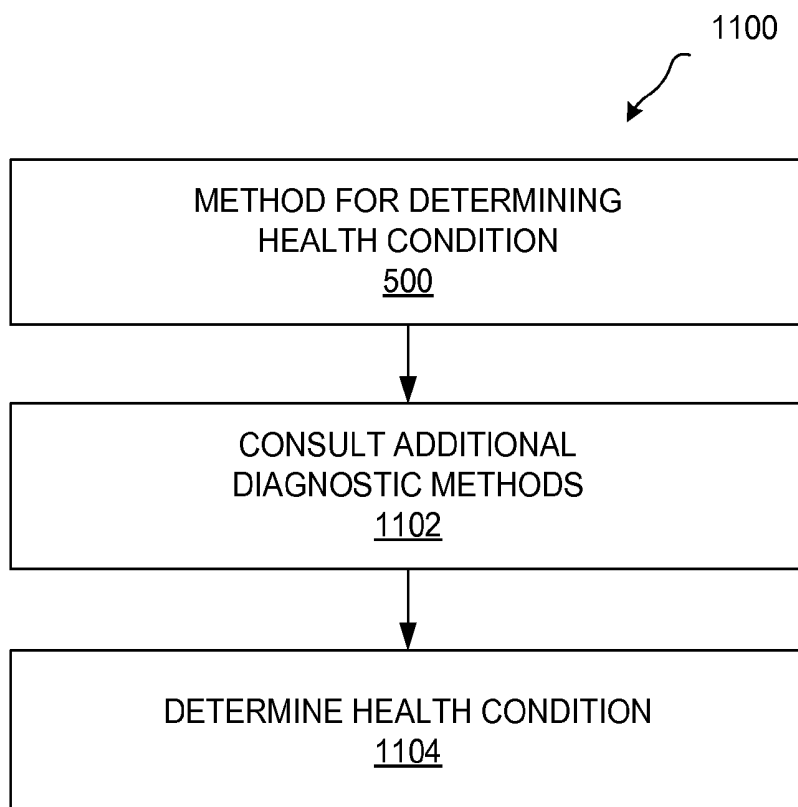 1100
METHOD FOR DETERMINING
HEALTH CONDITION
500
CONSULT ADDITIONAL
DIAGNOSTIC METHODS
1102
DETERMINE HEALTH CONDITION
1104